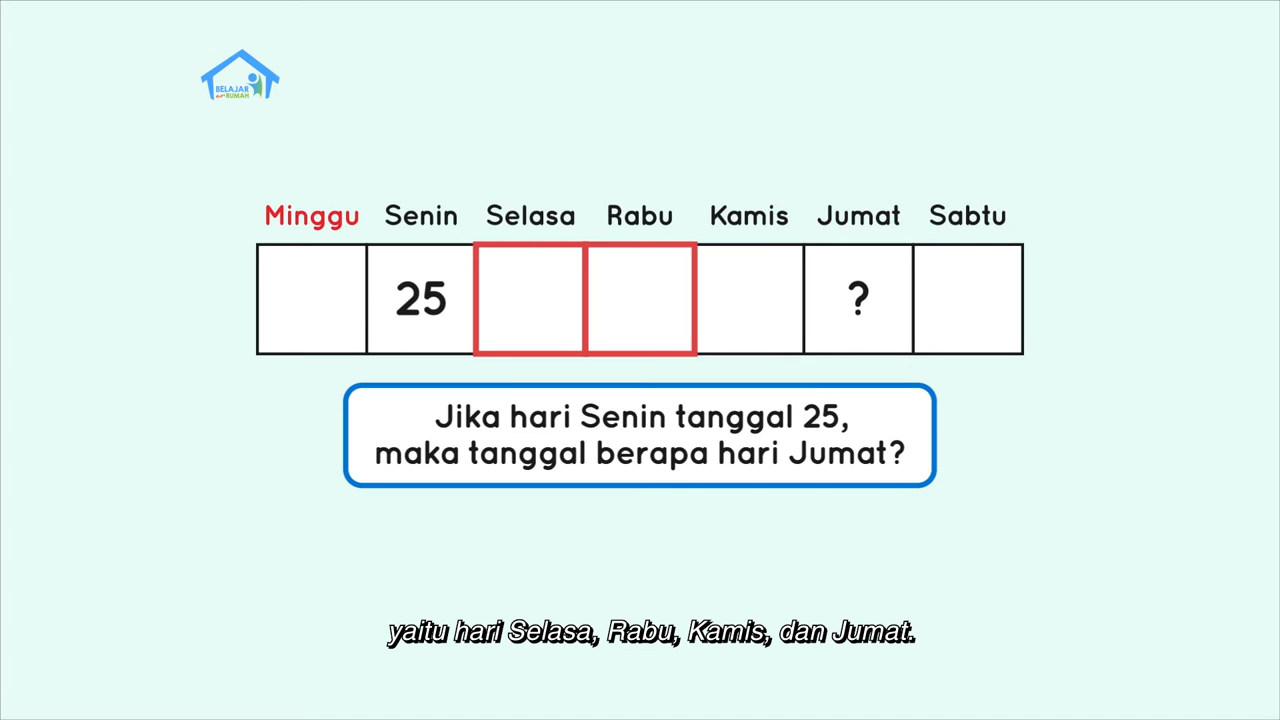 BELAJAR
dari RUMAH
Minggu Senin Selasa Rabu Kamis Jumat Sabtu
25 ?
Jika hari Senin tanggal 25,
maka tanggal berapa hari Jumat?
yaitu hari Selasa, Rabu, Kamis, dan Jumat.